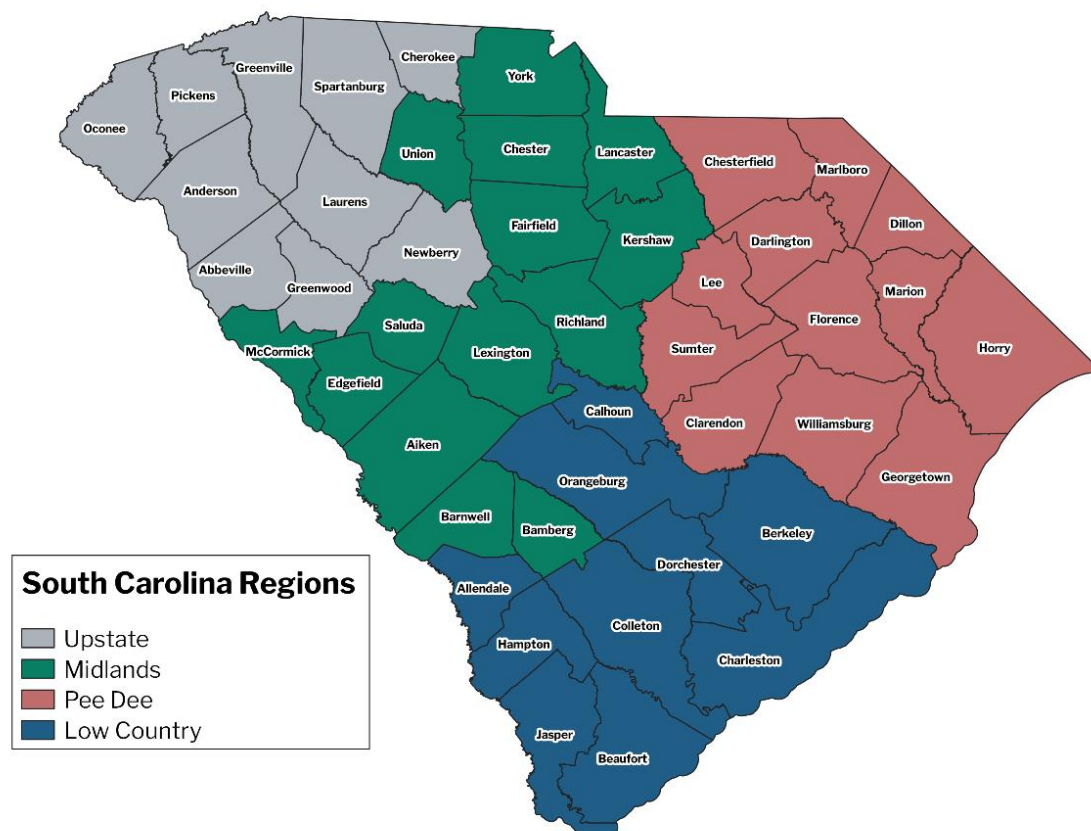 Cherokee
Greenville
York
Spartanburg
Pickens
Oconee
Union
Chester
Lancaster
Chesterfield
Marlboro
Anderson
Laurens
Dillon
Fairfield
Kershaw
Darlington
Newberry
Abbeville
Lee
Greenwood
Marion
Richland
Florence
Saluda
Sumter
Horry
McCormick
Lexington
Edgefield
Calhoun
Clarendon
Williamsburg
Aiken
Georgetown
Orangeburg
Barnwell
Bamberg
Berkeley
Dorchester
Allendale
Colleton
Hampton
Charleston
Jasper
Beaufort
South Carolina Regions
Upstate
Midlands
Pee Dee
Low Country